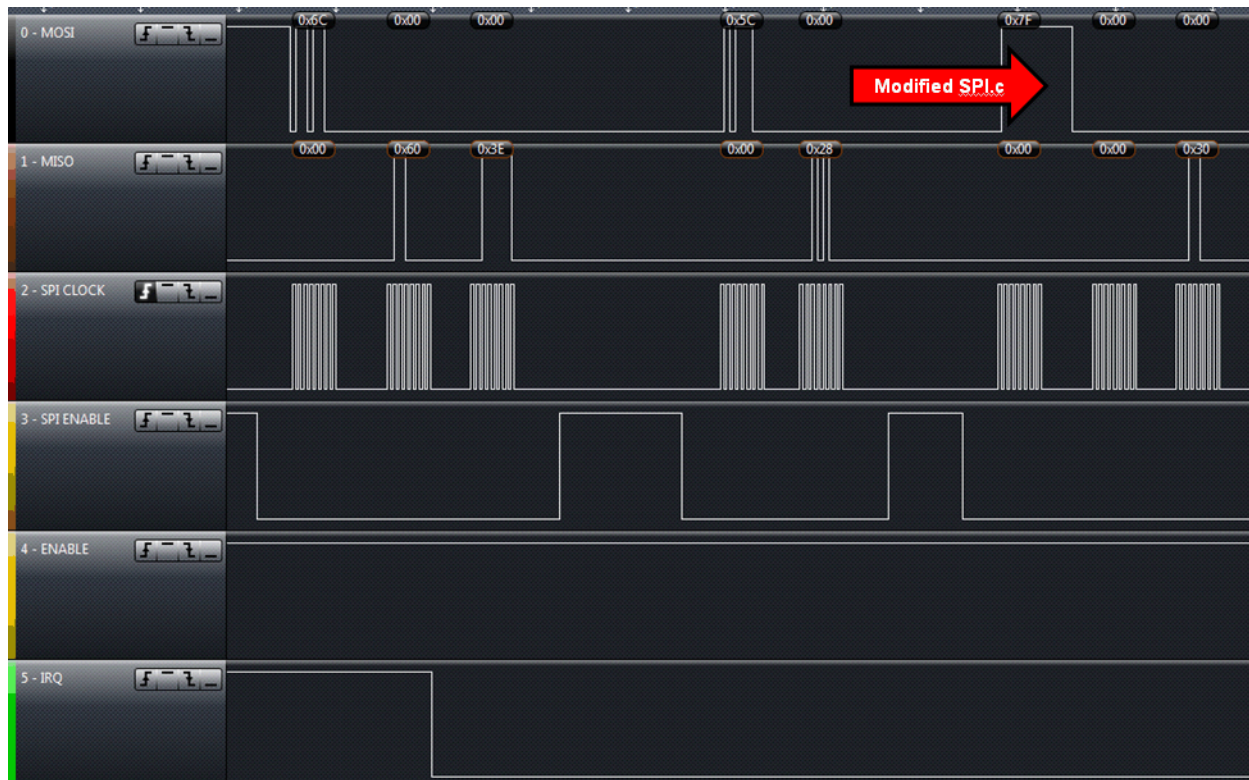 0x6C 0x00 0x00 0x5C 0x00 0x7F 0x00 0x00
0 - MOSI
Modified SPI.c
0x00 0x60 0x3E 0x00 0x28 0x00 0x00 0x30
1 - MISO
2 - SPI CLOCK
3 - SPI ENABLE
4 - ENABLE
5 - IRQ